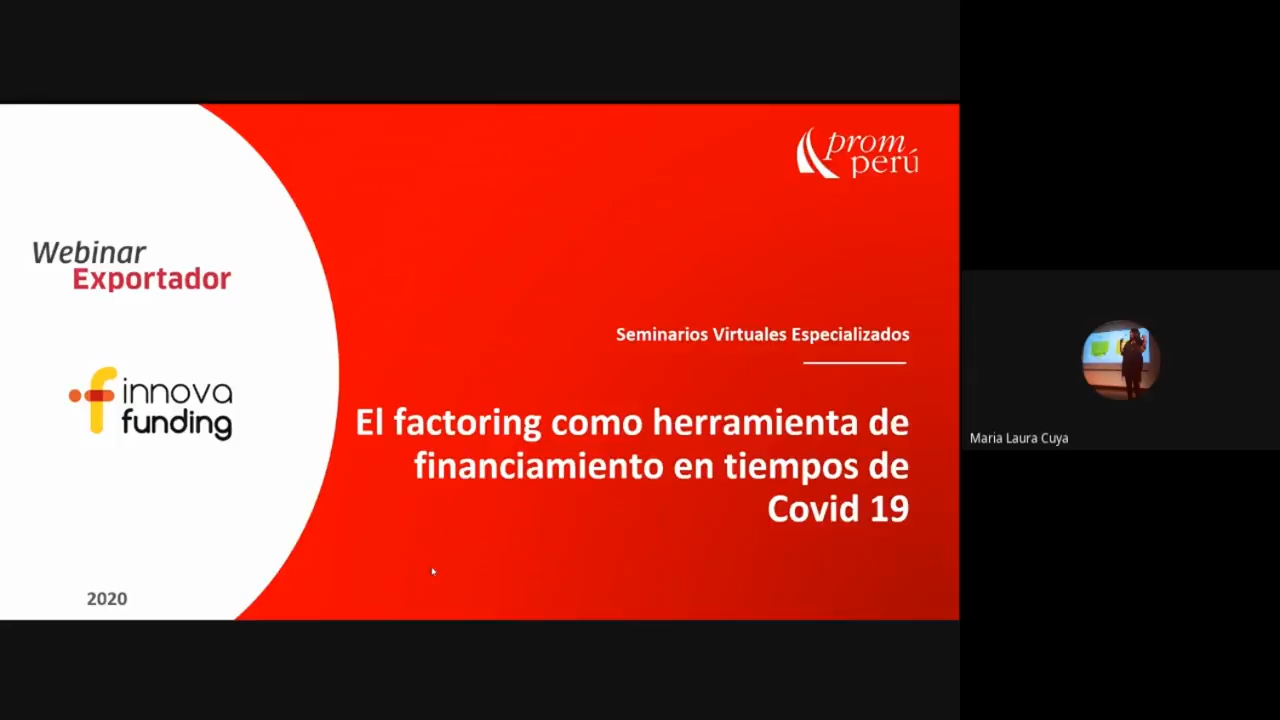 prom
perú
Webinar
Exportador
innova
funding
2020
Seminarios Virtuales Especializados
El factoring como herramienta de
financiamiento en tiempos de
Covid 19
Maria Laura Cuya